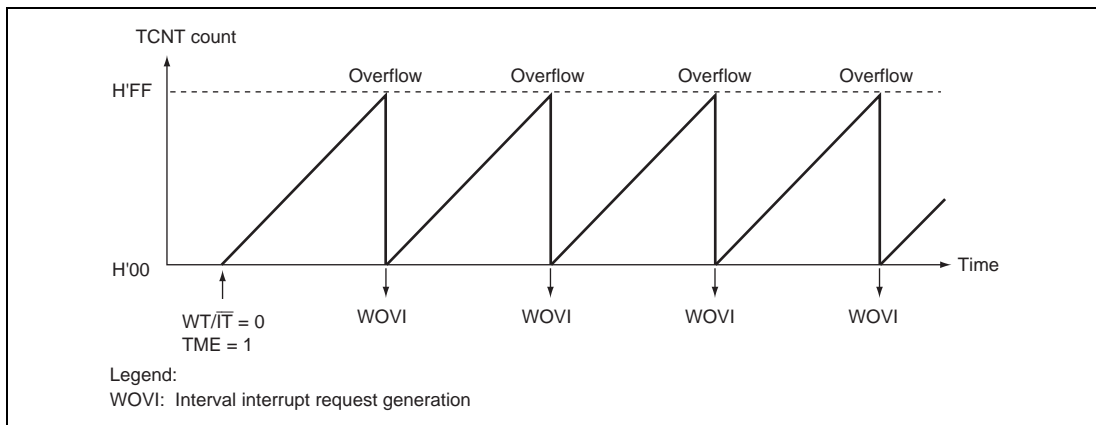 TCNT count
Overflow Overflow Overflow Overflow
H'FF
H'00
Time
WT/I̅T̅ = 0
TME = 1
WOVI WOVI WOVI WOVI
Legend:
WOVI: Interval interrupt request generation